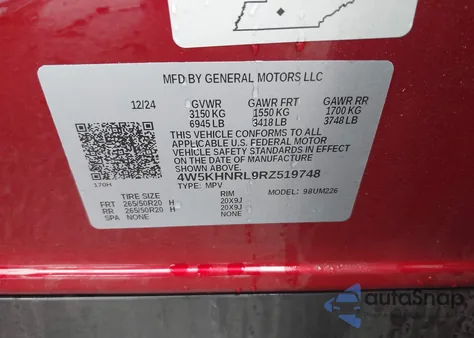 MFD BY GENERAL MOTORS LLC
12/24 GVWR GAWR FRT GAWR RR
3150 KG 1550 KG 1700 KG
6945 LB 3418 LB 3748 LB
THIS VEHICLE CONFORMS TO ALL
APPLICABLE U.S. FEDERAL MOTOR
VEHICLE SAFETY STANDARDS IN EFFECT
ON THE DATE OF MANUFACTURE
SHOWN ABOVE.
4W5KHNRL9RZ519748
170H TYPE: MPV MODEL: 98UM226
TIRE SIZE RIM
FRT 265/50R20 H 20X9J
RR 265/50R20 H 20X9J
SPA NONE
autoSnap